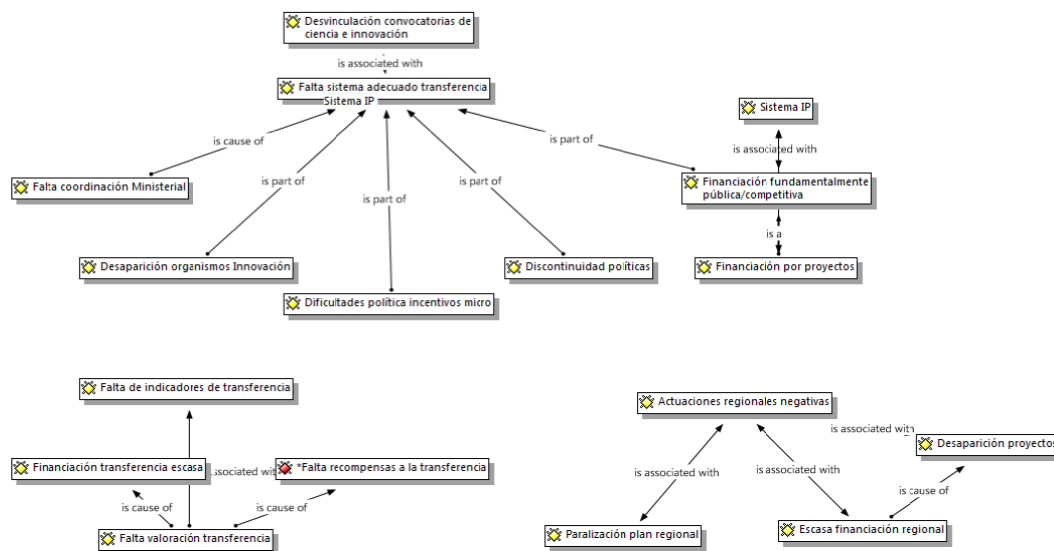 Desvinculación convocatorias de
ciencia e innovación
is associated with
Falta sistema adecuado transferencia
Sistema IP
Sistema IP
is cause of
is part of
is associated with
Falta coordinación Ministerial
is part of
is part of
Financiación fundamentalmente
pública/competitiva
is part of
is a
Desaparición organismos Innovación
Discontinuidad políticas
Financiación por proyectos
Dificultades política incentivos micro
Falta de indicadores de transferencia
Actuaciones regionales negativas
is associated with
Desaparición proyectos
Financiación transferencia escasa
associated wit
*Falta recompensas a la transferencia
is associated with
is associated with
is cause of
is cause of
is cause of
Falta valoración transferencia
Paralización plan regional
Escasa financiación regional